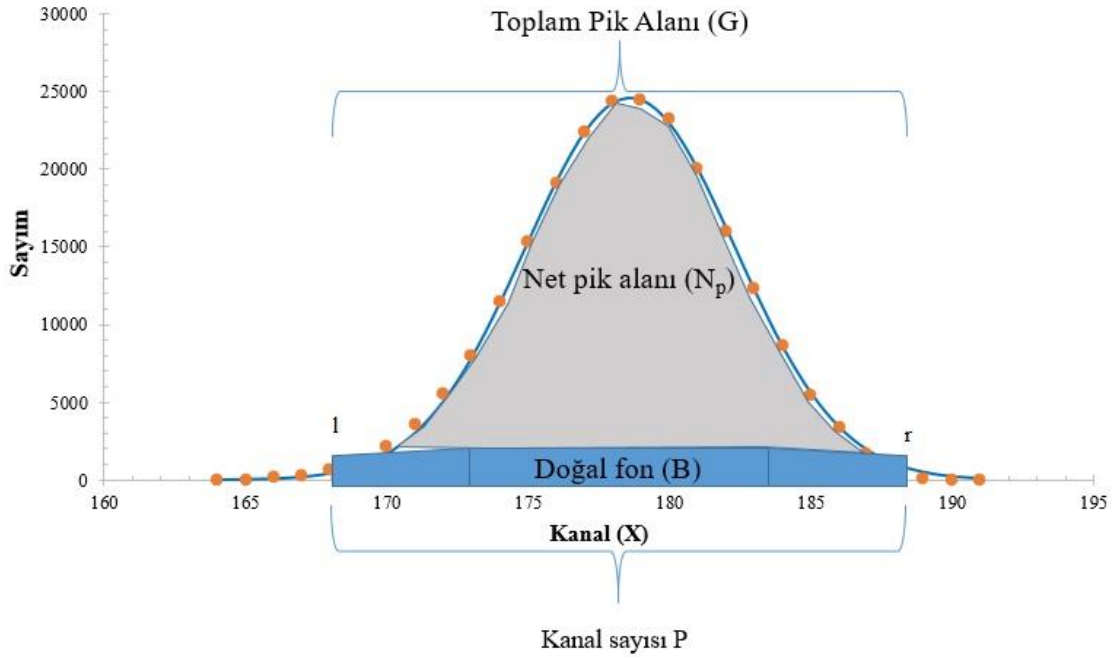 Toplam Pik Alanı (G)
30000
25000
20000
15000
10000
5000
0
Sayım
Net pik alanı (Np)
l
r
Doğal fon (B)
160
165
170
175
180
185
190
195
Kanal (X)
Kanal sayısı P